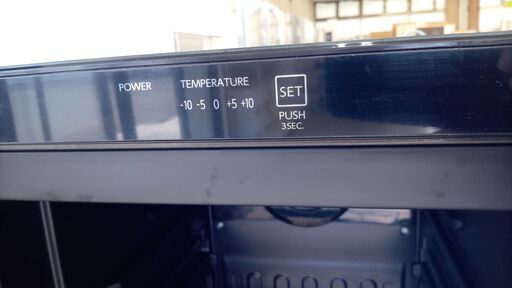 POWER
TEMPERATURE
-10 -5 0 +5 +10
SET
PUSH
3SEC.